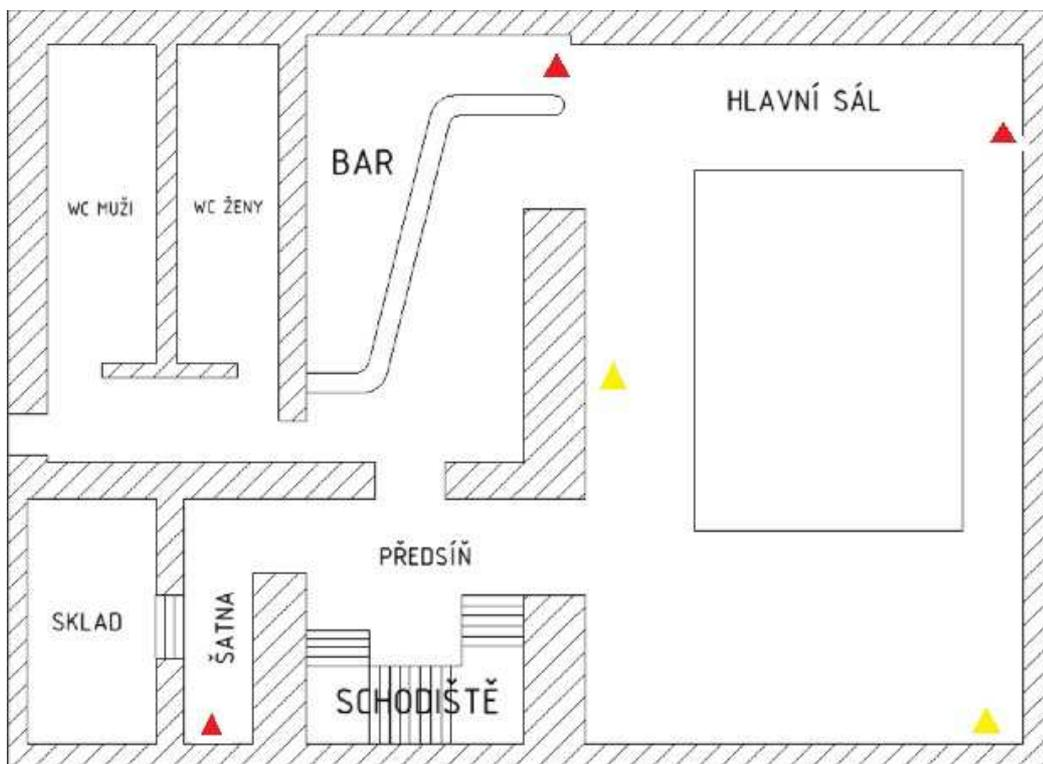 HLAVNÍ SÁL
BAR
WC MUŽI
WC ŽENY
PŘEDSÍŇ
SKLAD
ŠATNA
SCHODIŠTĚ